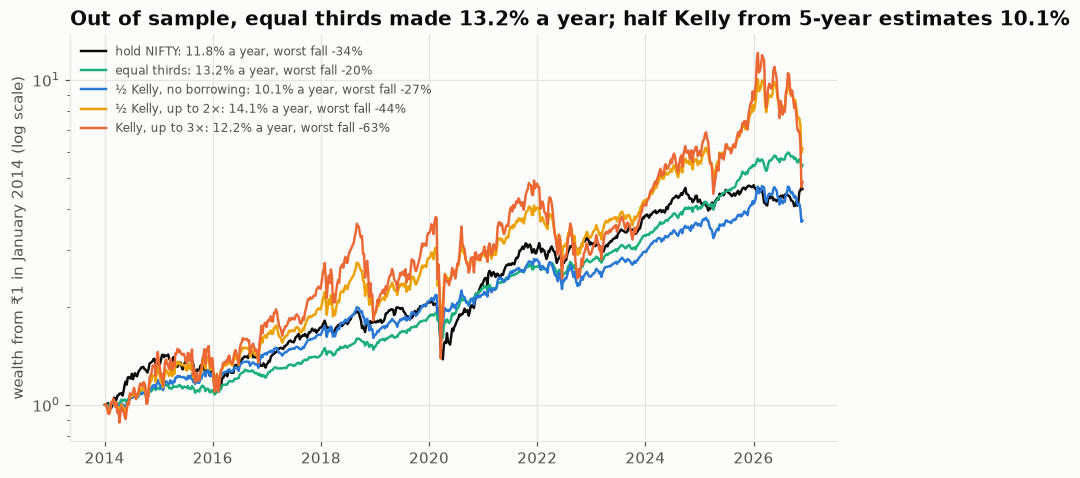 Out of sample, equal thirds made 13.2% a year; half Kelly from 5-year estimates 10.1%
hold NIFTY: 11.8% a year, worst fall -34%
equal thirds: 13.2% a year, worst fall -20%
½ Kelly, no borrowing: 10.1% a year, worst fall -27%
½ Kelly, up to 2×: 14.1% a year, worst fall -44%
Kelly, up to 3×: 12.2% a year, worst fall -63%
wealth from ₹1 in January 2014 (log scale)
10¹
10⁰
2014 2016 2018 2020 2022 2024 2026